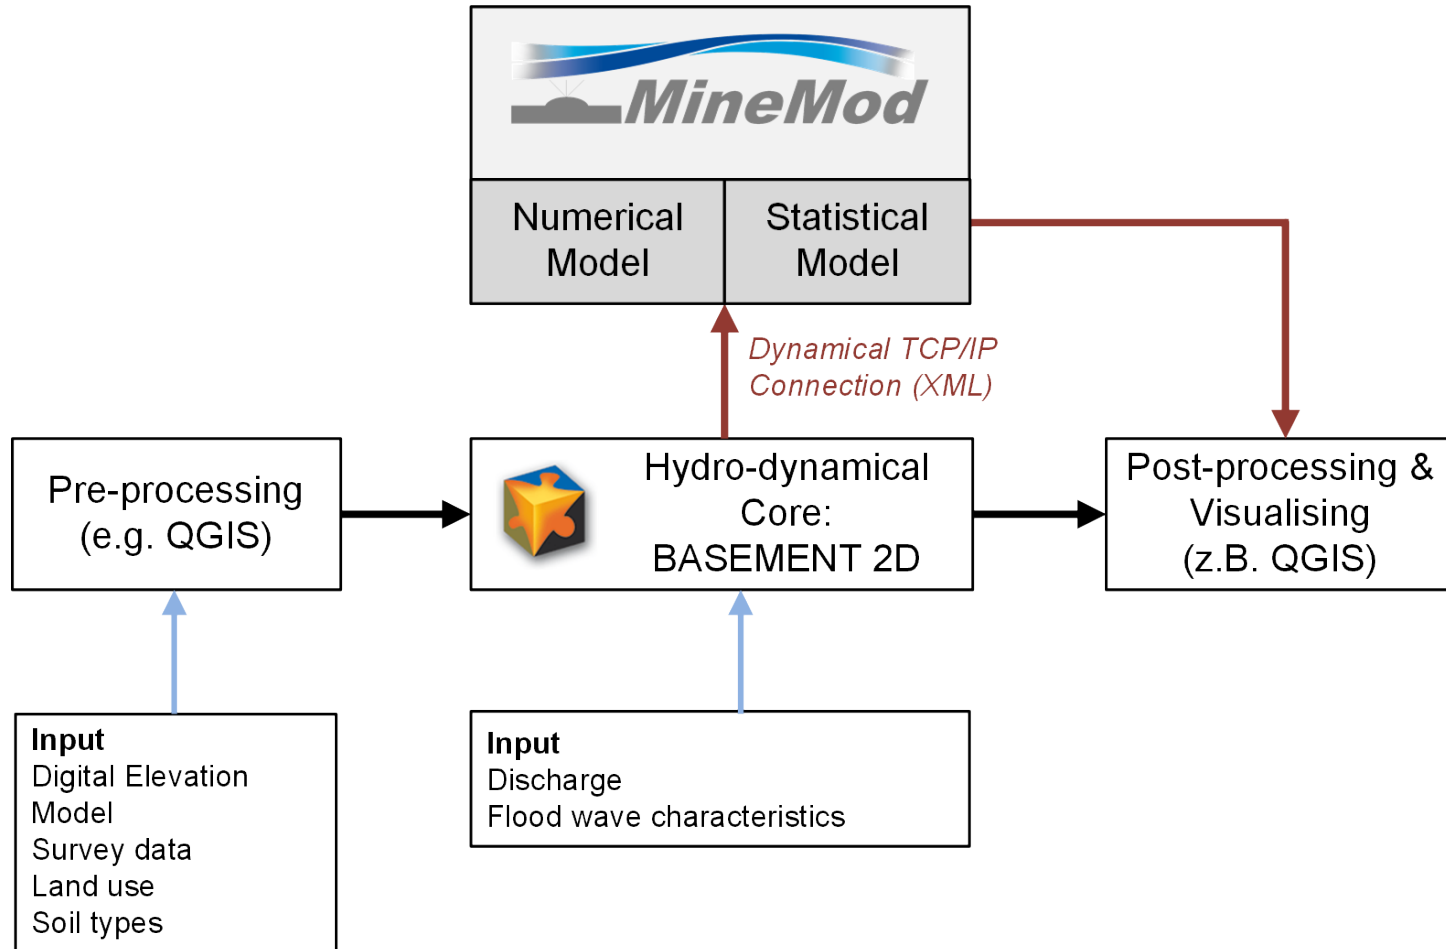 MineMod
Numerical
Model
Statistical
Model
Dynamical TCP/IP
Connection (XML)
Pre-processing
(e.g. QGIS)
Hydro-dynamical
Core:
BASEMENT 2D
Post-processing &
Visualising
(z.B. QGIS)
Input
Digital Elevation
Model
Survey data
Land use
Soil types
Input
Discharge
Flood wave characteristics